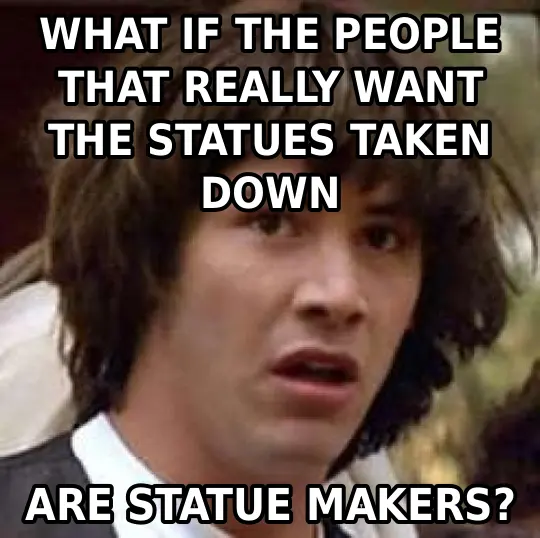 WHAT IF THE PEOPLE
THAT REALLY WANT
THE STATUES TAKEN
DOWN
ARE STATUE MAKERS?